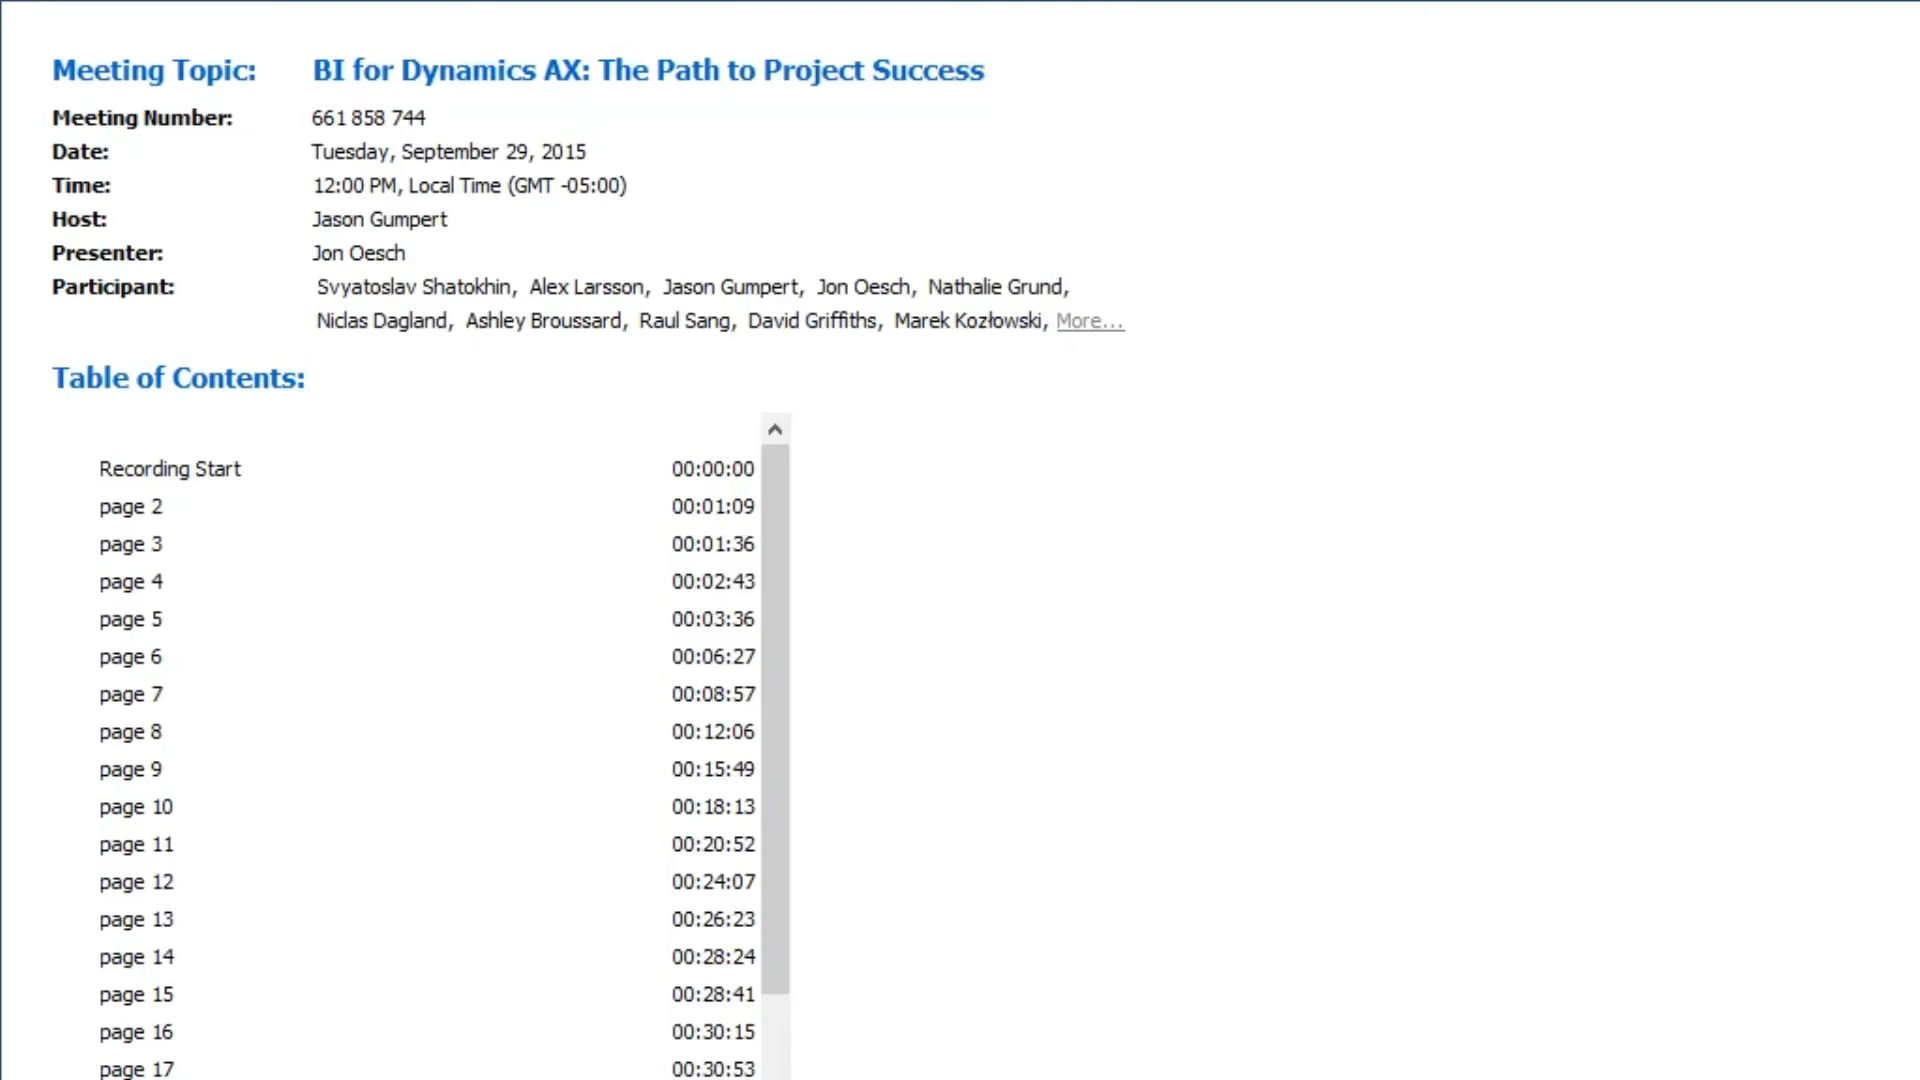 Meeting Topic: BI for Dynamics AX: The Path to Project Success
Meeting Number: 661 858 744
Date: Tuesday, September 29, 2015
Time: 12:00 PM, Local Time (GMT -05:00)
Host: Jason Gumpert
Presenter: Jon Oesch
Participant: Svyatoslav Shatokhin, Alex Larsson, Jason Gumpert, Jon Oesch, Nathalie Grund,
Niclas Dagland, Ashley Broussard, Raul Sang, David Griffiths, Marek Kozłowski, More...
Table of Contents:
Recording Start 00:00:00
page 2 00:01:09
page 3 00:01:36
page 4 00:02:43
page 5 00:03:36
page 6 00:06:27
page 7 00:08:57
page 8 00:12:06
page 9 00:15:49
page 10 00:18:13
page 11 00:20:52
page 12 00:24:07
page 13 00:26:23
page 14 00:28:24
page 15 00:28:41
page 16 00:30:15
page 17 00:30:53